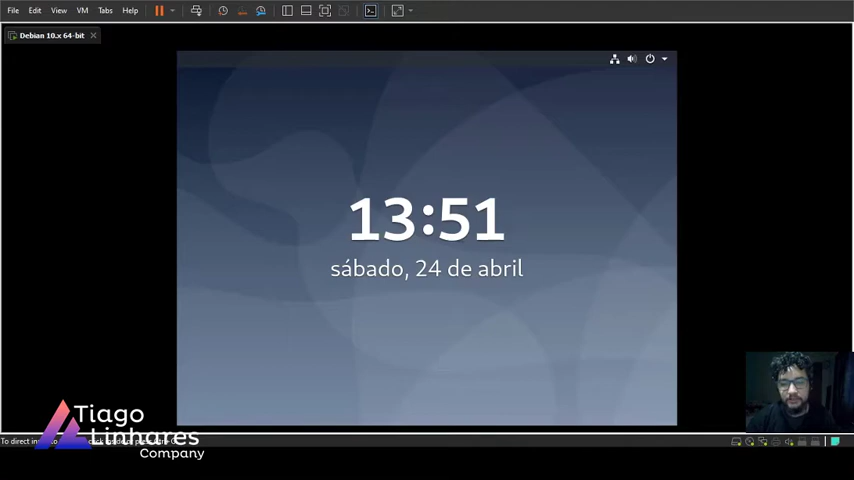 File Edit View VM Tabs Help
Debian 10.x 64-bit
13:51
sábado, 24 de abril
Tiago
Linhares
Company
To direct in